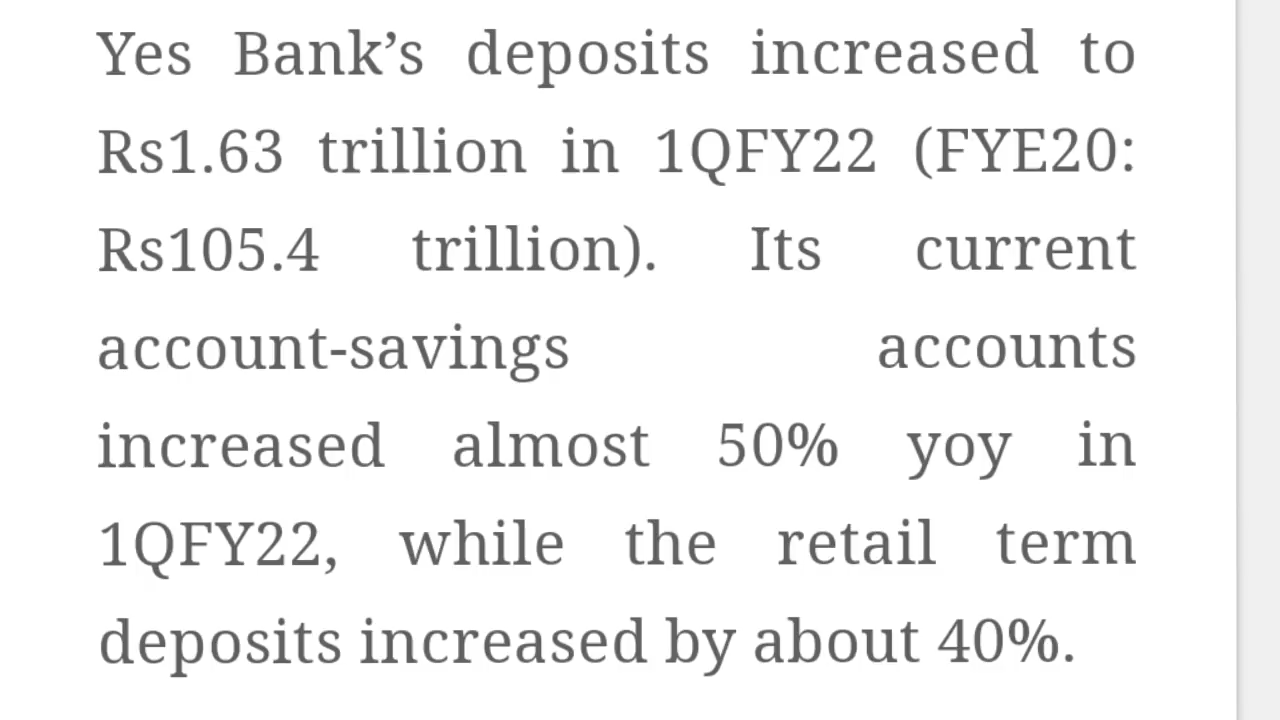 Yes Bank’s deposits increased to
Rs1.63 trillion in 1QFY22 (FYE20:
Rs105.4 trillion). Its current
account-savings accounts
increased almost 50% yoy in
1QFY22, while the retail term
deposits increased by about 40%.